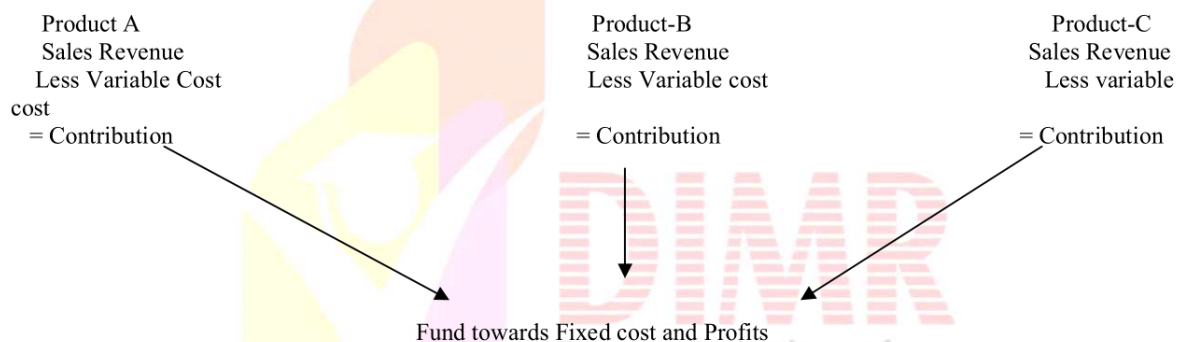 Product A Product-B Product-C
Sales Revenue Sales Revenue Sales Revenue
Less Variable Cost Less Variable cost Less variable
cost
= Contribution = Contribution = Contribution
DIMR
Fund towards Fixed cost and Profits